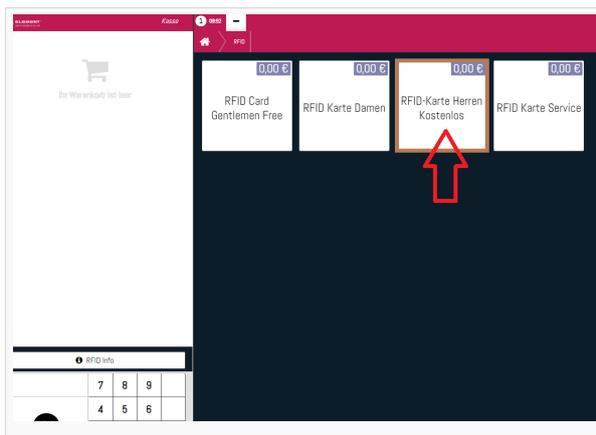 ELEMENT
Kasse
1 09:52
RFID
Ihr Warenkorb ist leer
0,00 €
RFID Card
Gentlemen Free
0,00 €
RFID Karte Damen
0,00 €
RFID-Karte Herren
Kostenlos
0,00 €
RFID Karte Service
RFID Info
7 8 9
4 5 6